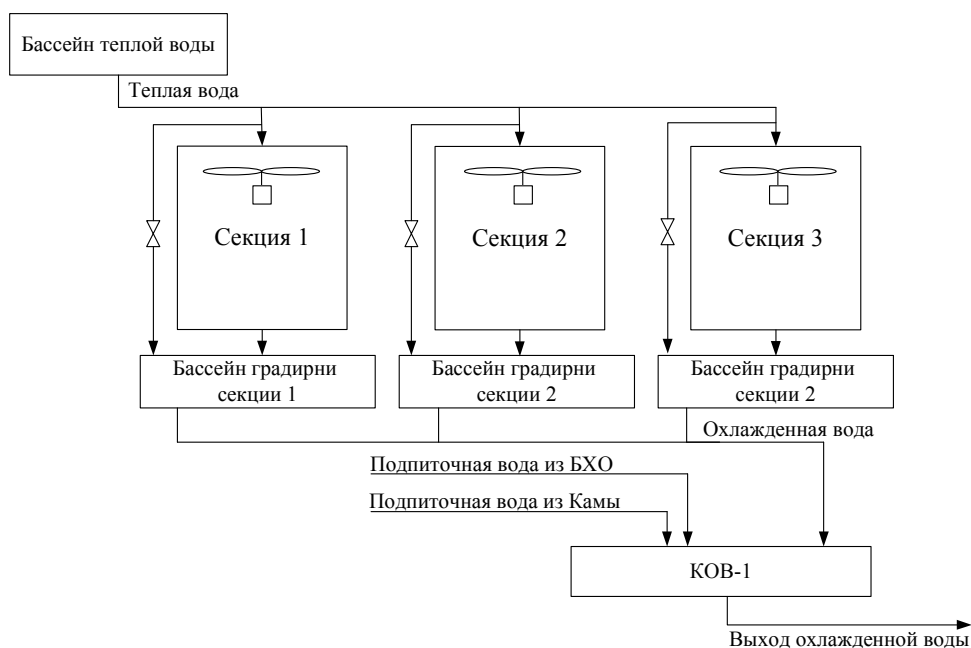 Бассейн теплой воды
Теплая вода
Секция 1
Секция 2
Секция 3
Бассейн градирни
секции 1
Бассейн градирни
секции 2
Бассейн градирни
секции 2
Охлажденная вода
Подпиточная вода из БХО
Подпиточная вода из Камы
КОВ-1
Выход охлажденной воды